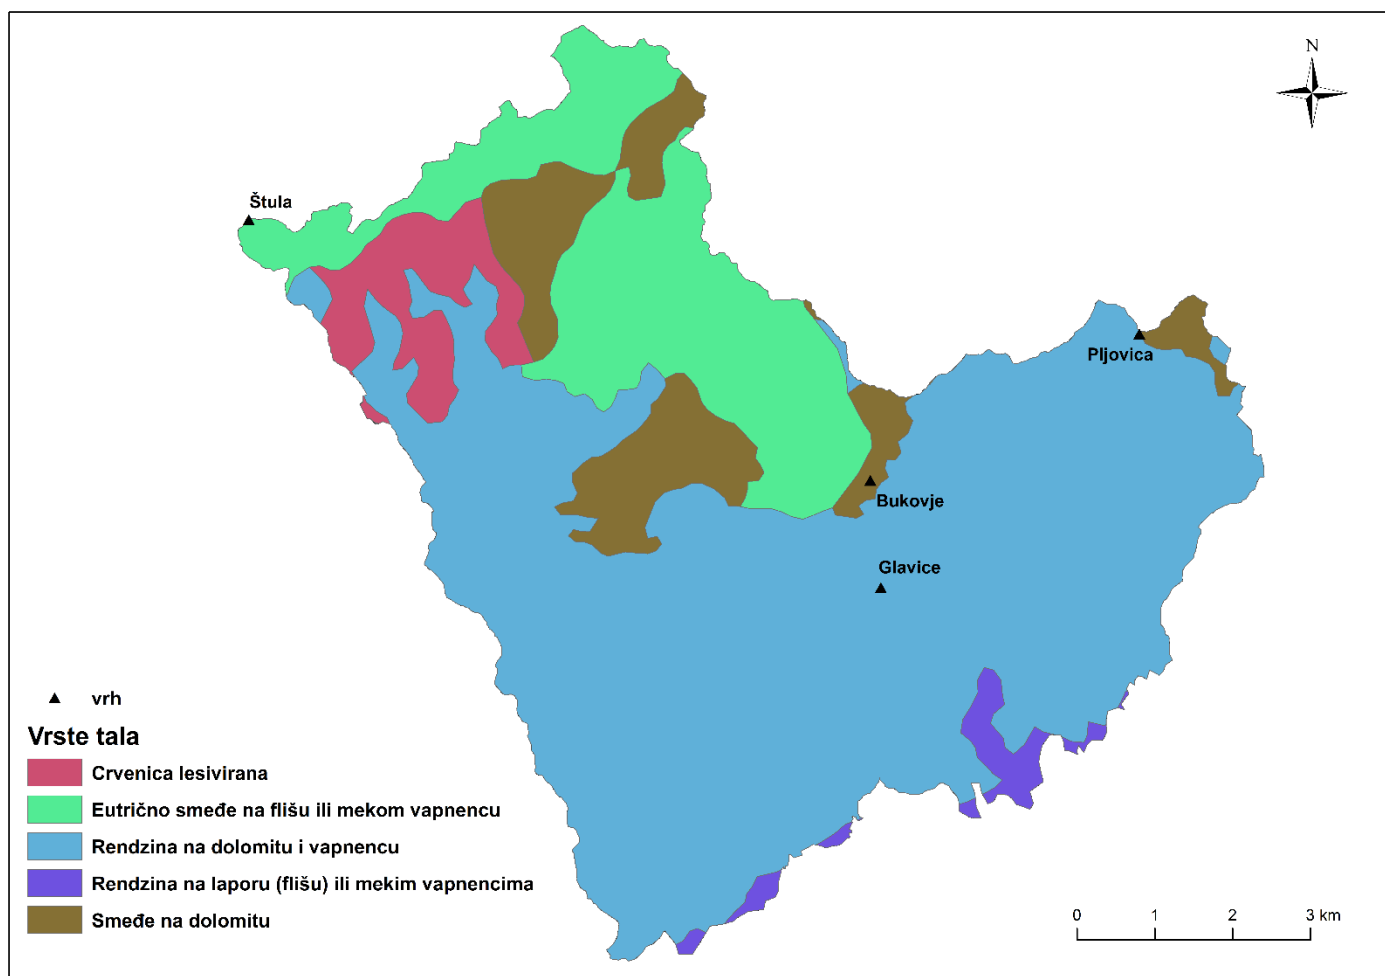 N
Štula
Pljovica
Bukovje
Glavice
vrh
Vrste tala
Crvenica lesivirana
Eutrično smeđe na flišu ili mekom vapnencu
Rendzina na dolomitu i vapnencu
Rendzina na laporu (flišu) ili mekim vapnencima
Smeđe na dolomitu
0 1 2 3 km